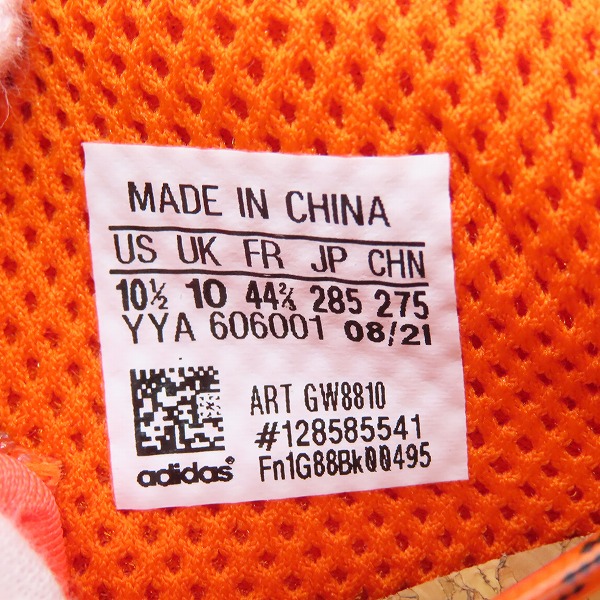 MADE IN CHINA
US UK FR JP CHN
10½ 10 44⅔ 285 275
YYA 606001 08/21
ART GW8810
#128585541
adidas® Fn1G88Bk00495